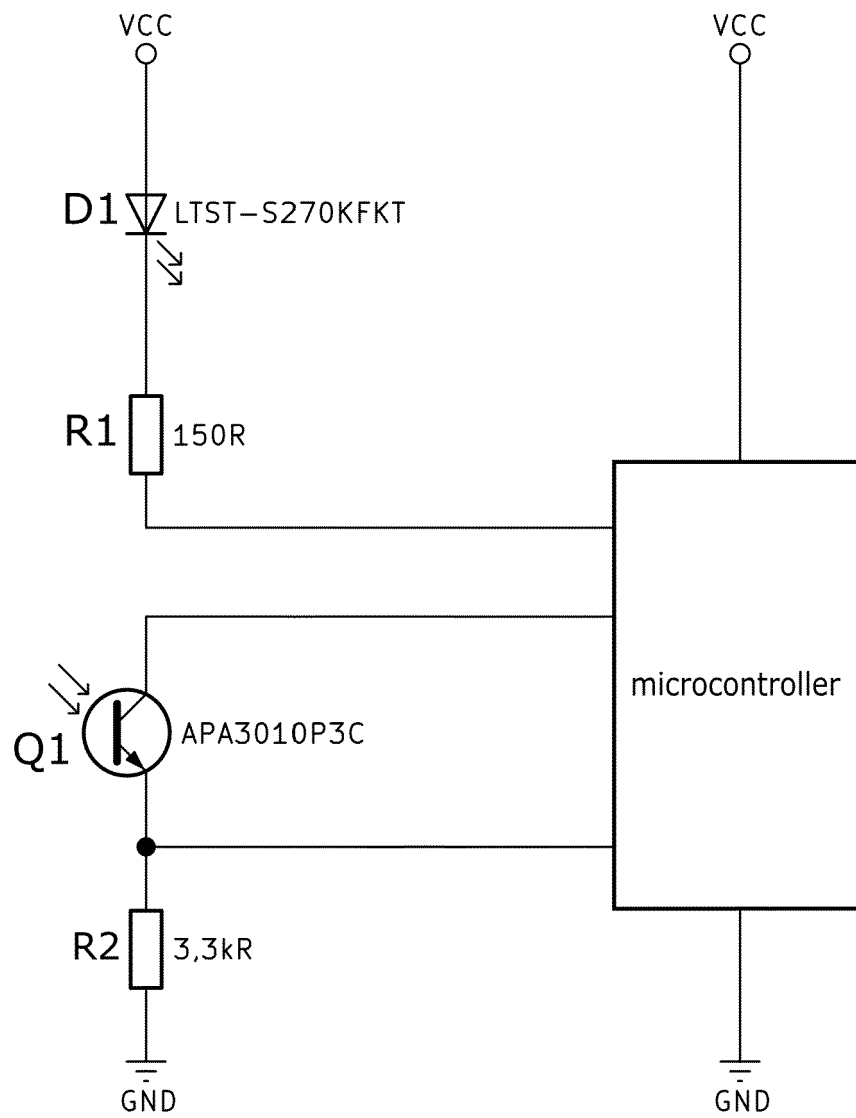 VCC
VCC
D1
LTST-S270KFKT
R1
150R
microcontroller
Q1
APA3010P3C
R2
3,3kR
GND
GND